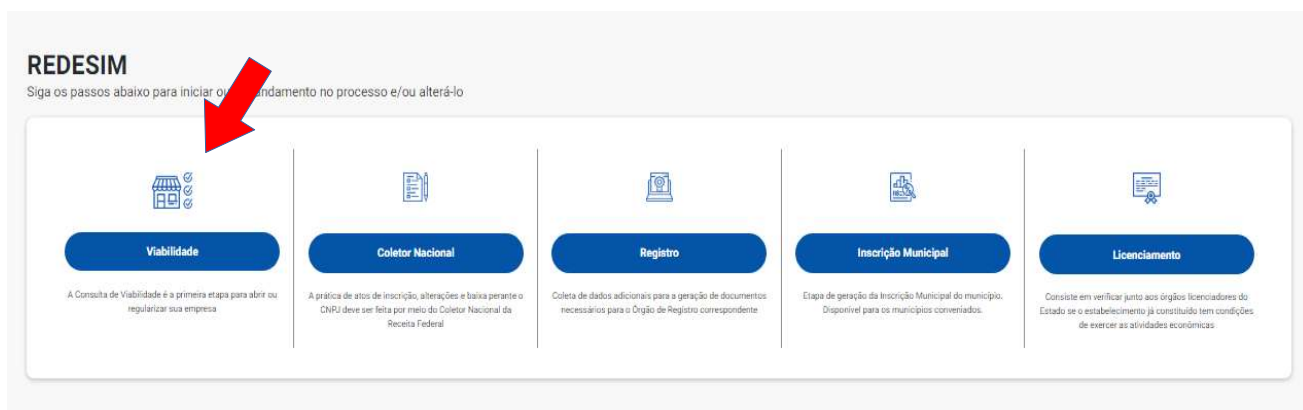 REDESIM
Siga os passos abaixo para iniciar ou andamento no processo e/ou alterá-lo
Viabilidade
A Consulta de Viabilidade é a primeira etapa para abrir ou
regularizar sua empresa
Coletor Nacional
A prática de atos de inscrição, alterações e baixa perante o
CNPJ deve ser feita por meio do Coletor Nacional da
Receita Federal
Registro
Coleta de dados adicionais para a geração de documentos
necessários para o Órgão de Registro correspondente
Inscrição Municipal
Etapa de geração da Inscrição Municipal do município.
Disponível para os municípios conveniados.
Licenciamento
Consiste em verificar junto aos órgãos licenciadores do
Estado se o estabelecimento já constituído tem condições
de exercer as atividades econômicas